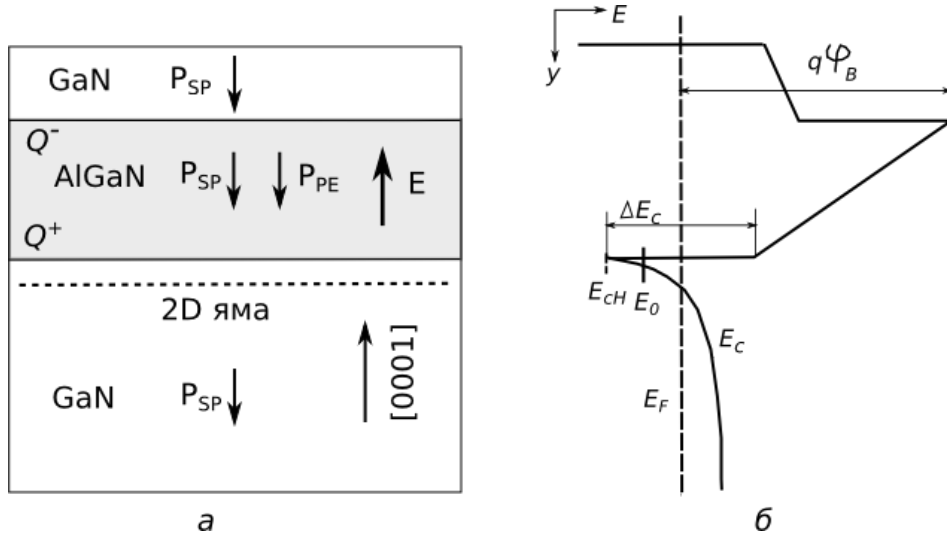 GaN P_SP
Q⁻
AlGaN P_SP P_PE E
Q⁺
2D яма
GaN P_SP [0001]
а
E
y
qφ_B
ΔE_c
E_cH E_0
E_c
E_F
б